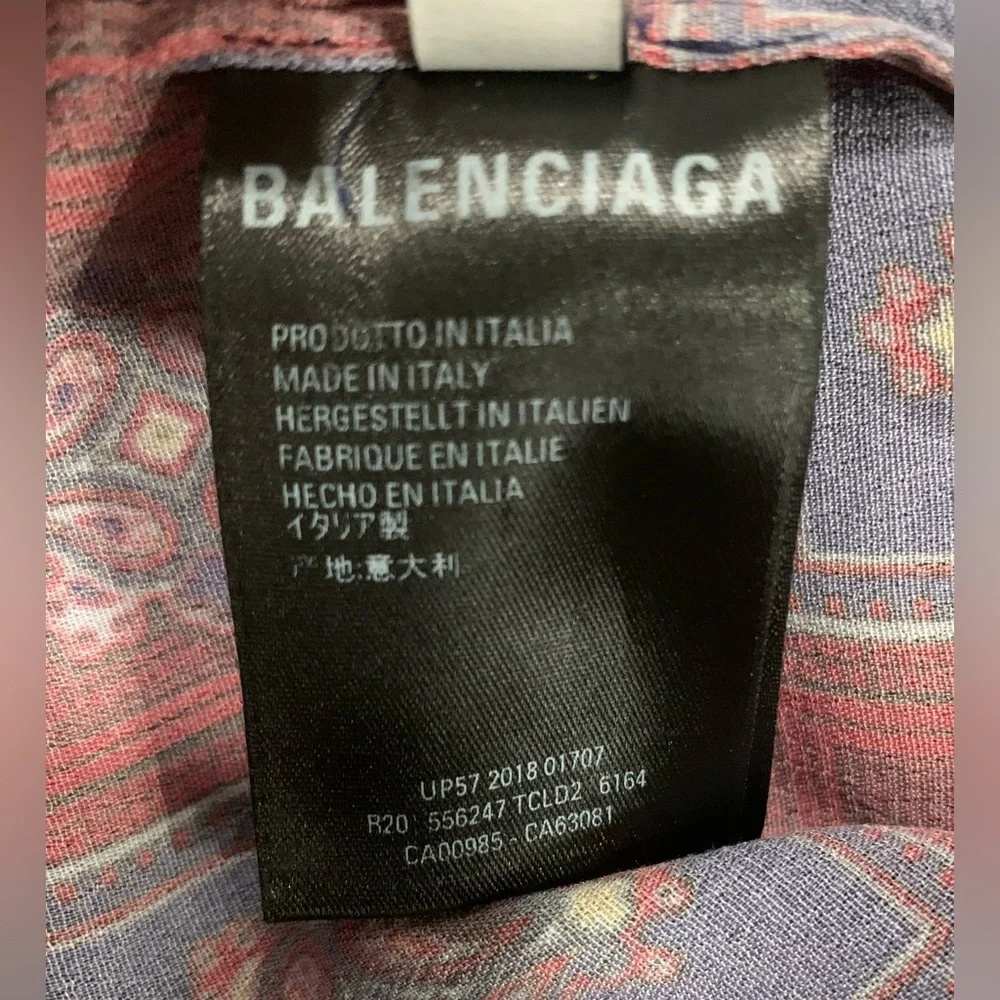 BALENCIAGA
PRODOTTO IN ITALIA
MADE IN ITALY
HERGESTELLT IN ITALIEN
FABRIQUE EN ITALIE
HECHO EN ITALIA
イタリア製
产地:意大利
UP57 2018 01707
R20 556247 TCLD2 6164
CA00985 - CA63081